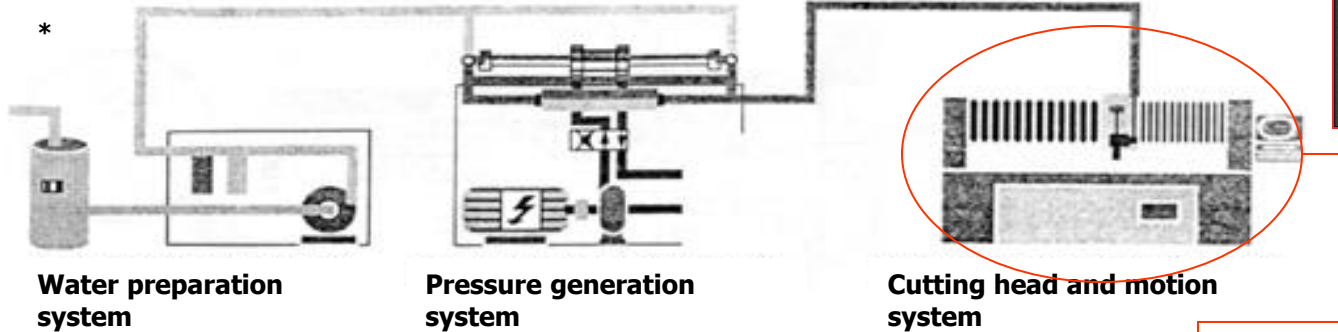 *
Water preparation
system
Pressure generation
system
Cutting head and motion
system